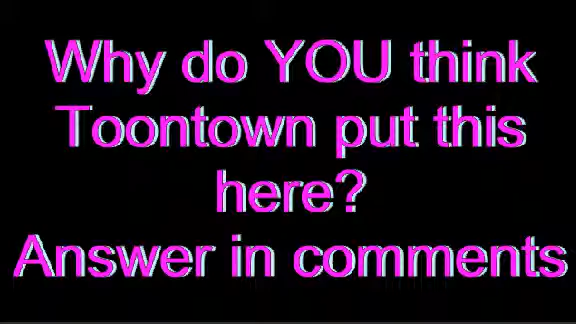 Why do YOU think
Toontown put this
here?
Answer in comments